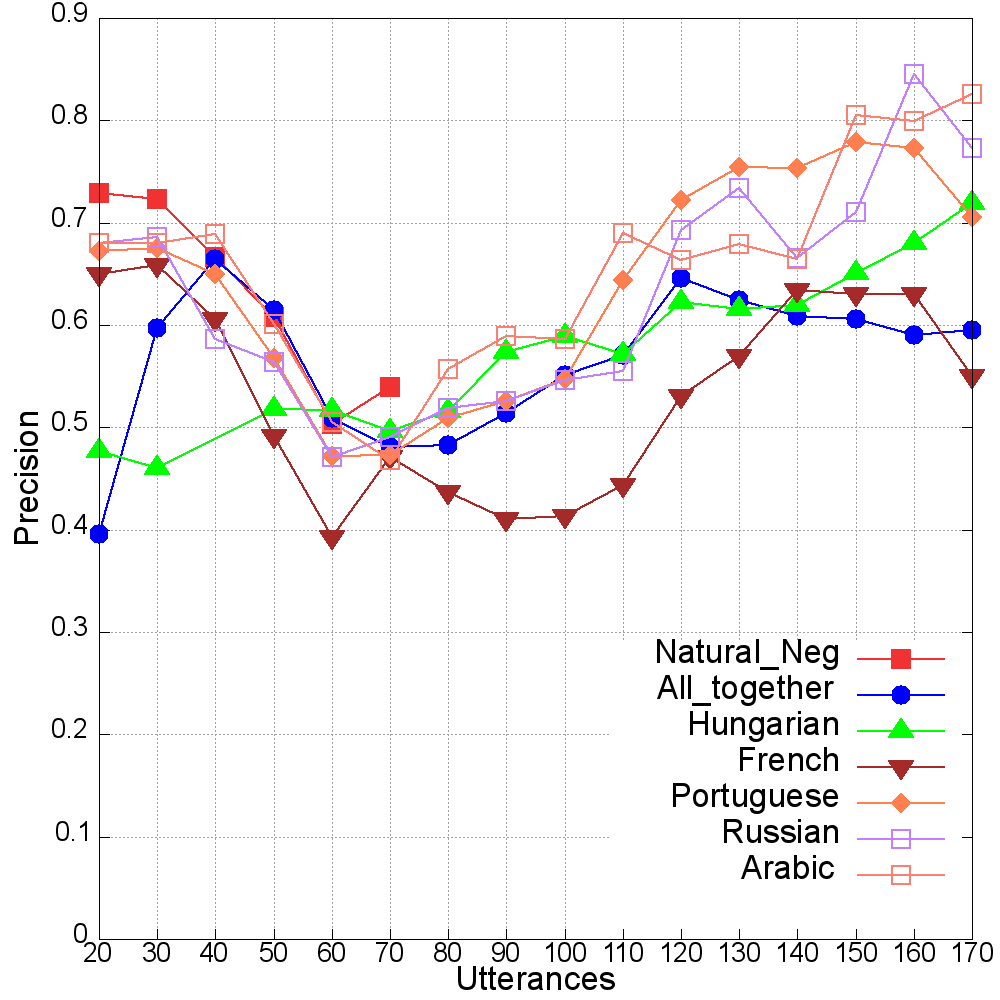 0.9
0.8
0.7
0.6
0.5
0.4
0.3
0.2
0.1
0
Precision
Natural_Neg
All_together
Hungarian
French
Portuguese
Russian
Arabic
20 30 40 50 60 70 80 90 100 110 120 130 140 150 160 170
Utterances